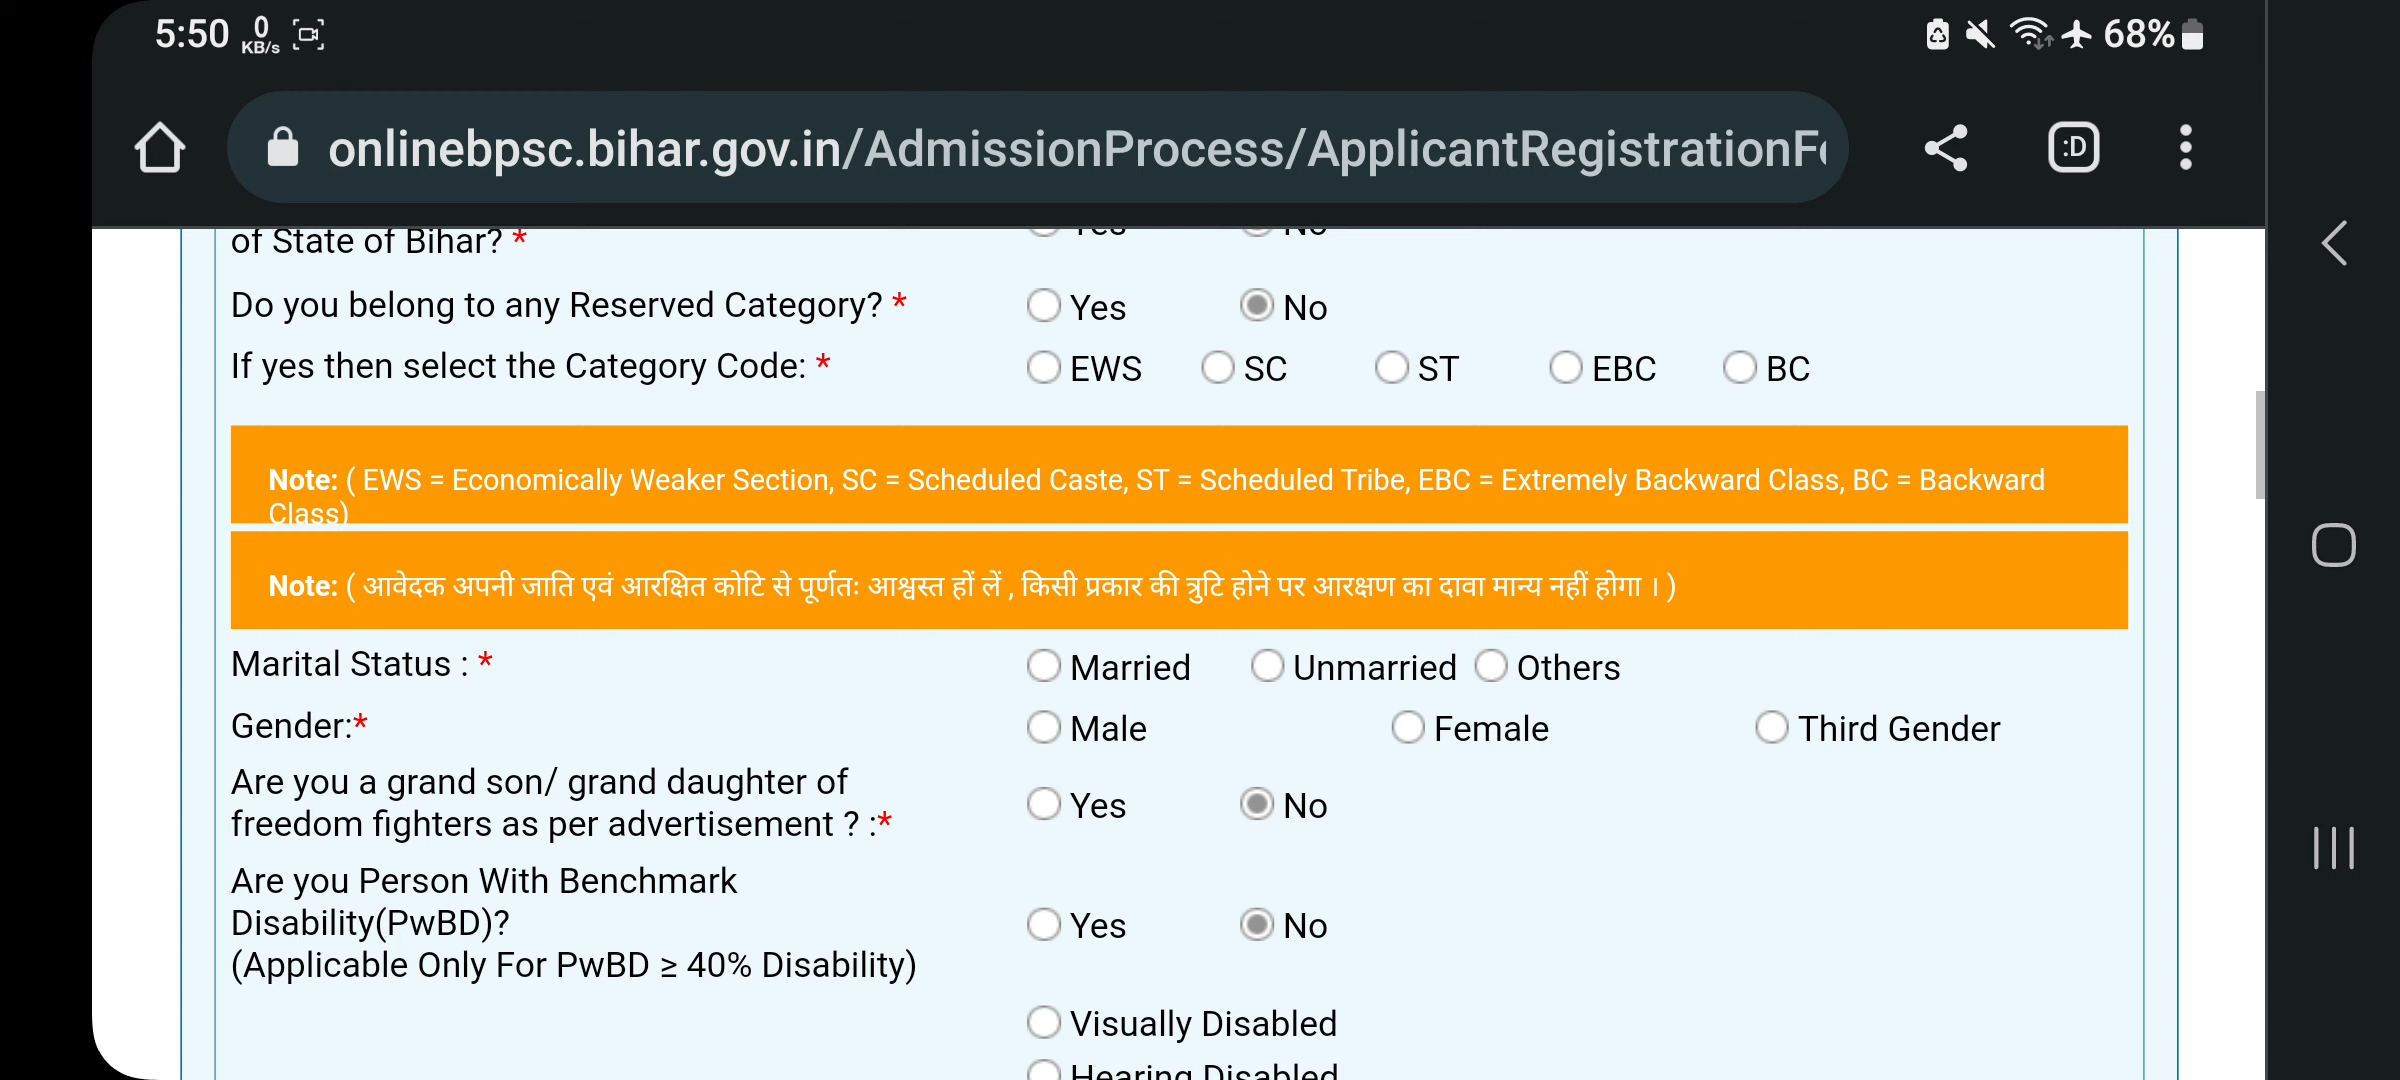 5:50 0 KB/s 68%
onlinebpsc.bihar.gov.in/AdmissionProcess/ApplicantRegistrationF
of State of Bihar? * Yes No
Do you belong to any Reserved Category? * Yes No
If yes then select the Category Code: * EWS SC ST EBC BC
Note: ( EWS = Economically Weaker Section, SC = Scheduled Caste, ST = Scheduled Tribe, EBC = Extremely Backward Class, BC = Backward
Class)
Note: ( आवेदक अपनी जाति एवं आरक्षित कोटि से पूर्णतः आश्वस्त हों लें , किसी प्रकार की त्रुटि होने पर आरक्षण का दावा मान्य नहीं होगा । )
Marital Status : * Married Unmarried Others
Gender:* Male Female Third Gender
Are you a grand son/ grand daughter of
freedom fighters as per advertisement ? :* Yes No
Are you Person With Benchmark
Disability(PwBD)? Yes No
(Applicable Only For PwBD ≥ 40% Disability)
Visually Disabled
Hearing Disabled